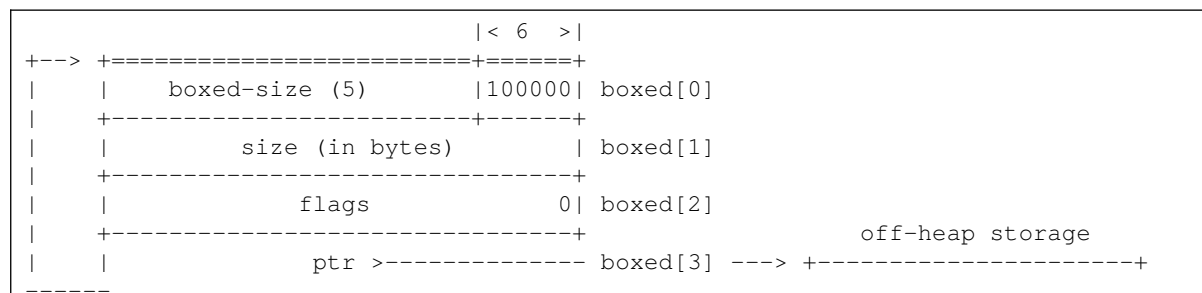 |< 6  >|
+--> +=========================+======+
|    |    boxed-size (5)       |100000| boxed[0]
|    +-------------------------+------+
|    |         size (in bytes)        | boxed[1]
|    +--------------------------------+
|    |             flags             0| boxed[2]
|    +--------------------------------+                   off-heap storage
|    |              ptr >-------------- boxed[3] ---> +----------------------+
------